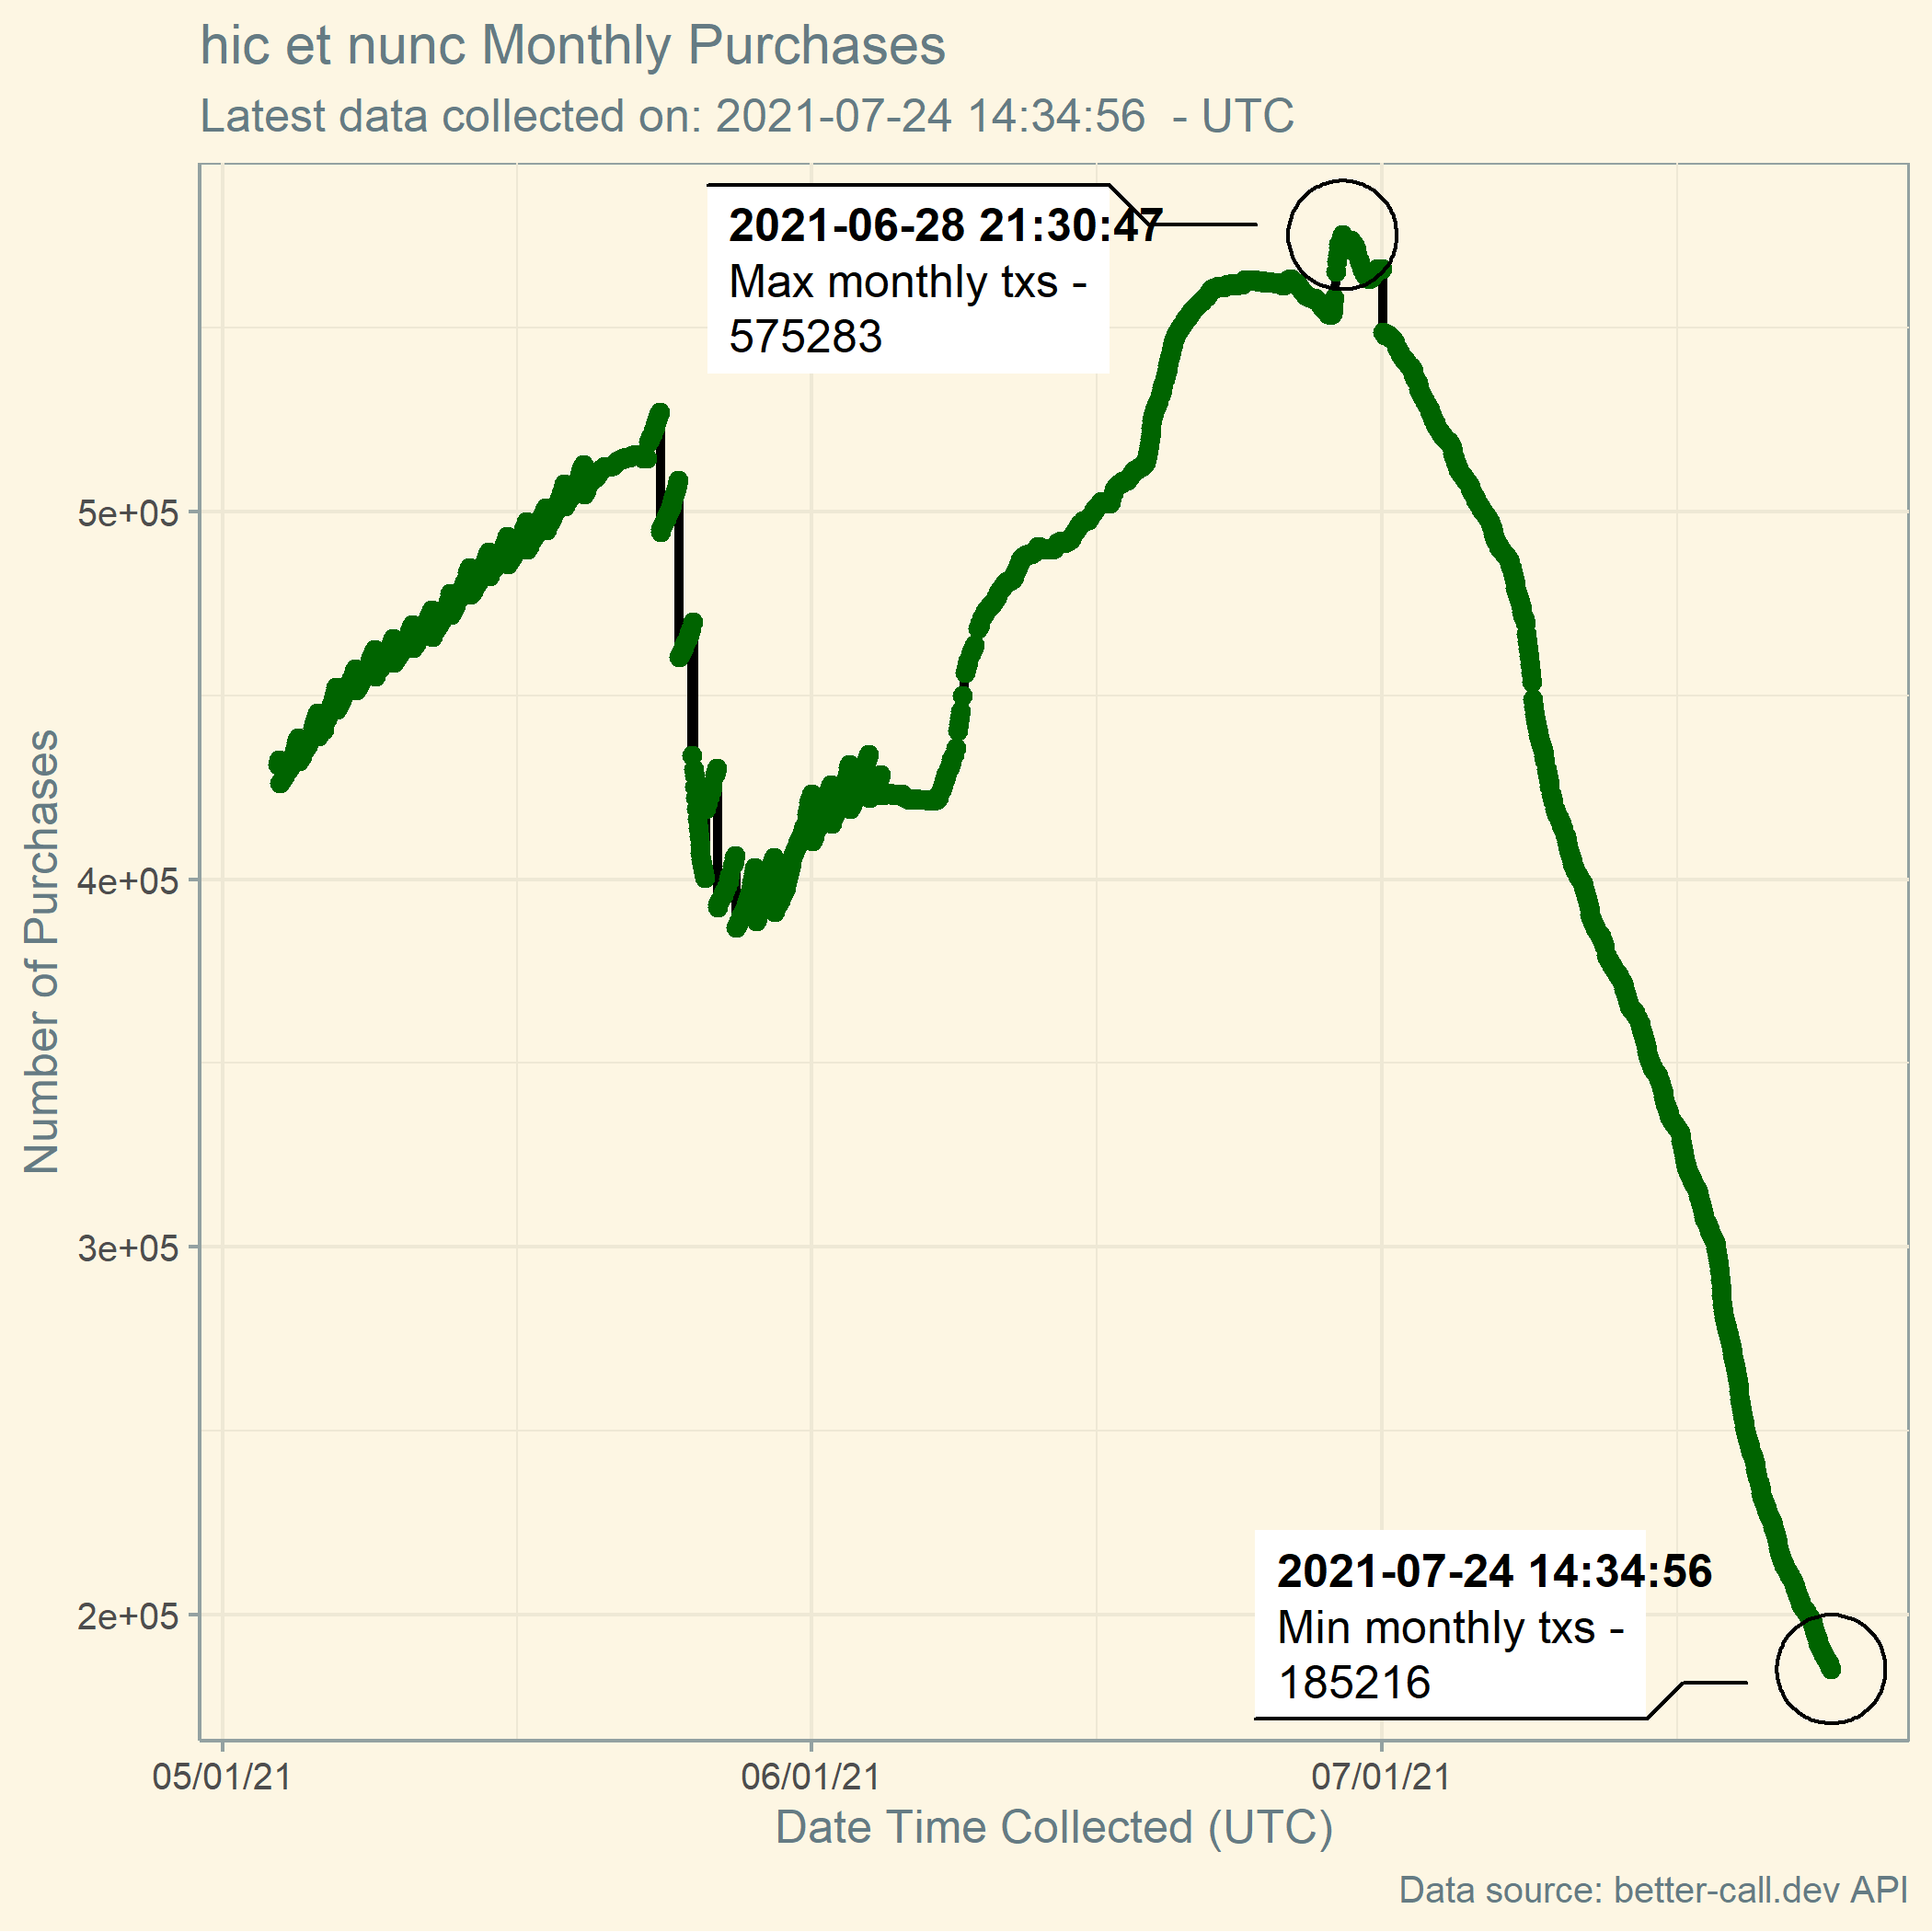 hic et nunc Monthly Purchases
Latest data collected on: 2021-07-24 14:34:56  - UTC
2021-06-28 21:30:47
Max monthly txs -
575283
5e+05
4e+05
3e+05
2e+05
Number of Purchases
2021-07-24 14:34:56
Min monthly txs -
185216
05/01/21
06/01/21
07/01/21
Date Time Collected (UTC)
Data source: better-call.dev API